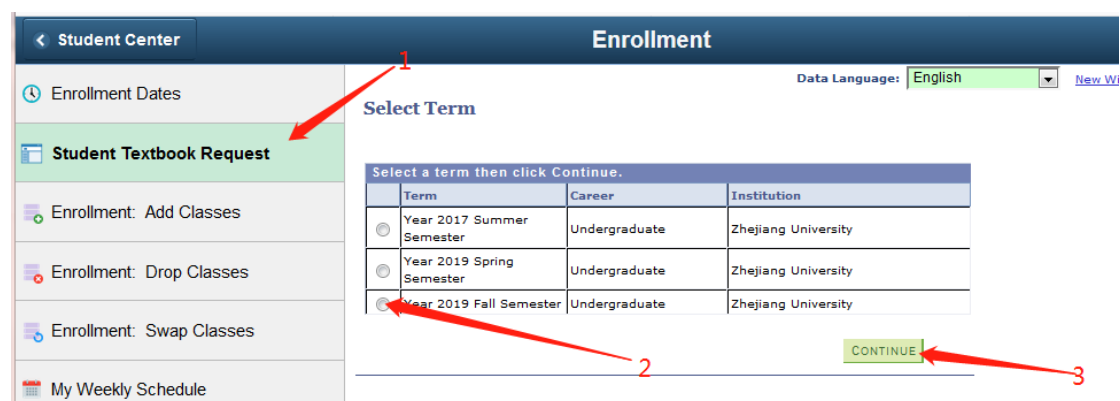 Student Center
Enrollment
1
Enrollment Dates
Student Textbook Request
Enrollment: Add Classes
Enrollment: Drop Classes
Enrollment: Swap Classes
My Weekly Schedule
Data Language: English
New Wi
Select Term
Select a term then click Continue.
Term Career Institution
Year 2017 Summer
Semester
Undergraduate Zhejiang University
Year 2019 Spring
Semester
Undergraduate Zhejiang University
Year 2019 Fall Semester Undergraduate Zhejiang University
CONTINUE
2
3